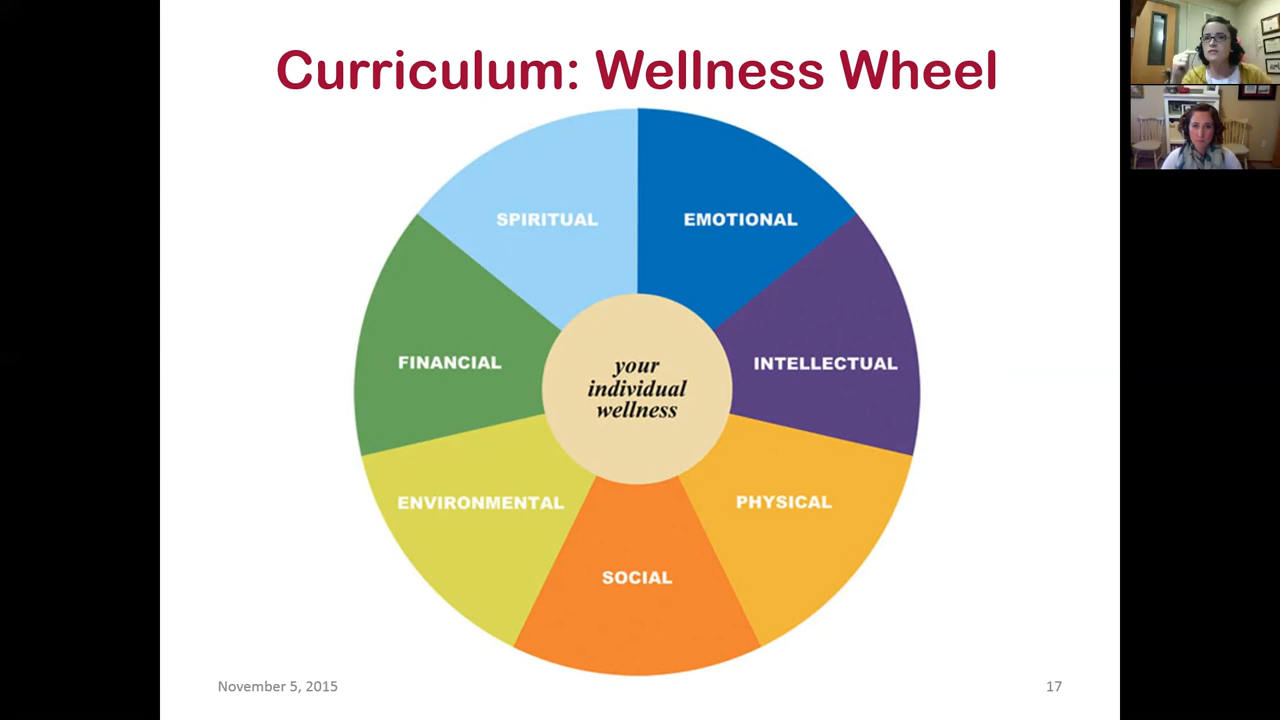 Curriculum: Wellness Wheel
SPIRITUAL
EMOTIONAL
FINANCIAL
your
individual
wellness
INTELLECTUAL
ENVIRONMENTAL
PHYSICAL
SOCIAL
November 5, 2015
17